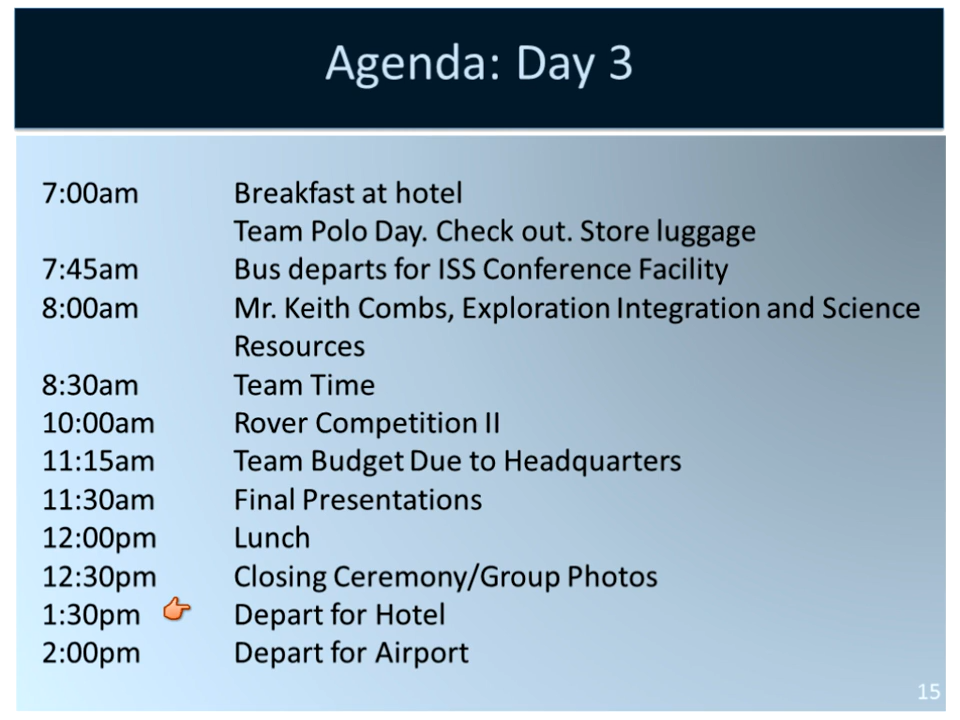 Agenda: Day 3
7:00am Breakfast at hotel
Team Polo Day. Check out. Store luggage
7:45am Bus departs for ISS Conference Facility
8:00am Mr. Keith Combs, Exploration Integration and Science
Resources
8:30am Team Time
10:00am Rover Competition II
11:15am Team Budget Due to Headquarters
11:30am Final Presentations
12:00pm Lunch
12:30pm Closing Ceremony/Group Photos
1:30pm Depart for Hotel
2:00pm Depart for Airport
15